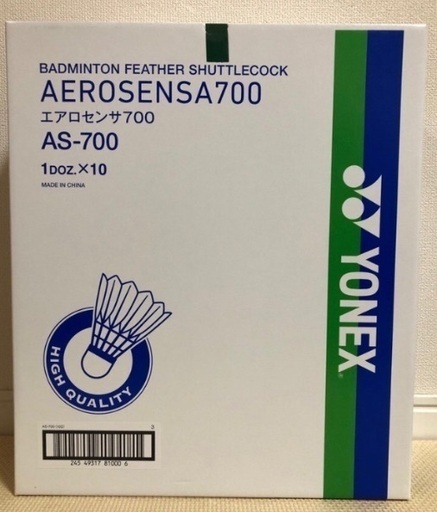 BADMINTON FEATHER SHUTTLECOCK
AEROSENSA700
エアロセンサ700
AS-700
1DOZ.×10
MADE IN CHINA
YONEX
HIGH QUALITY
245 49317 81000 6